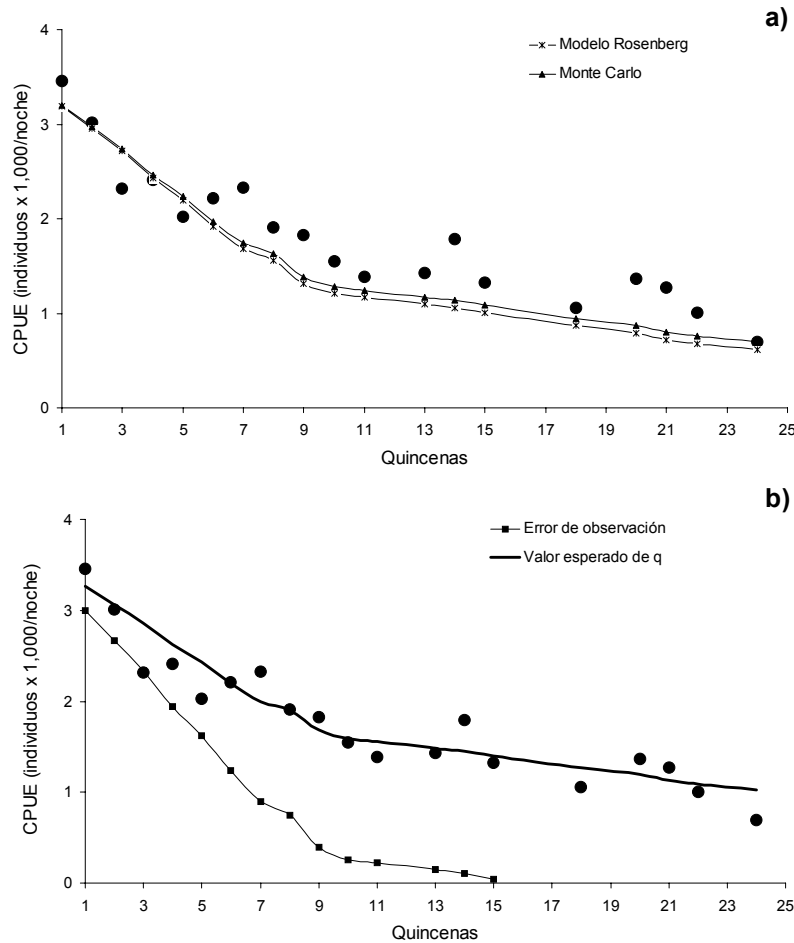 a)
Modelo Rosenberg
Monte Carlo
4
3
2
1
0
CPUE (individuos x 1,000/noche)
1 3 5 7 9 11 13 15 17 19 21 23 25
Quincenas
b)
Error de observación
Valor esperado de q
4
3
2
1
0
CPUE (individuos x 1,000/noche)
1 3 5 7 9 11 13 15 17 19 21 23 25
Quincenas